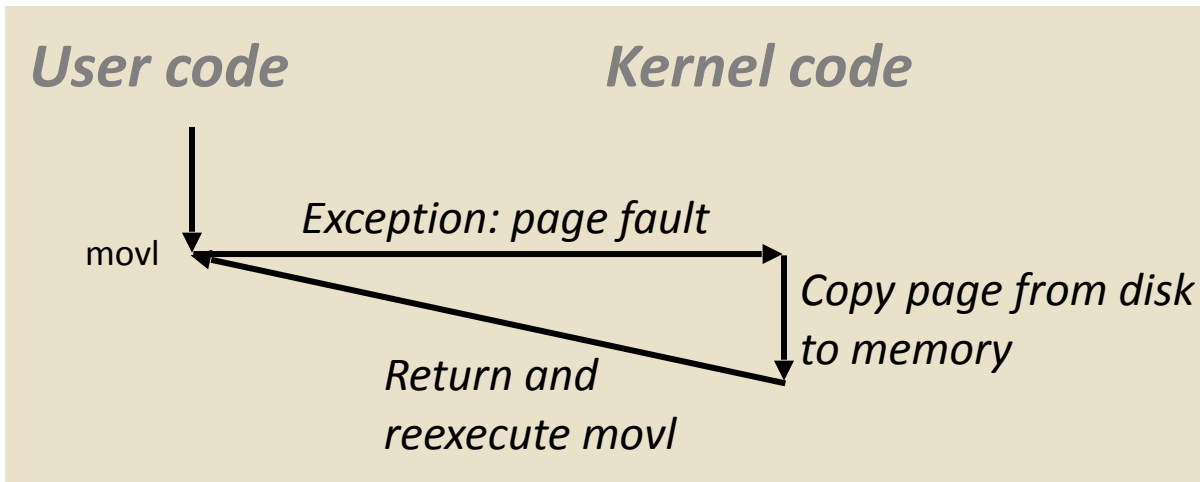 User code
Kernel code
Exception: page fault
movl
Copy page from disk
to memory
Return and
reexecute movl